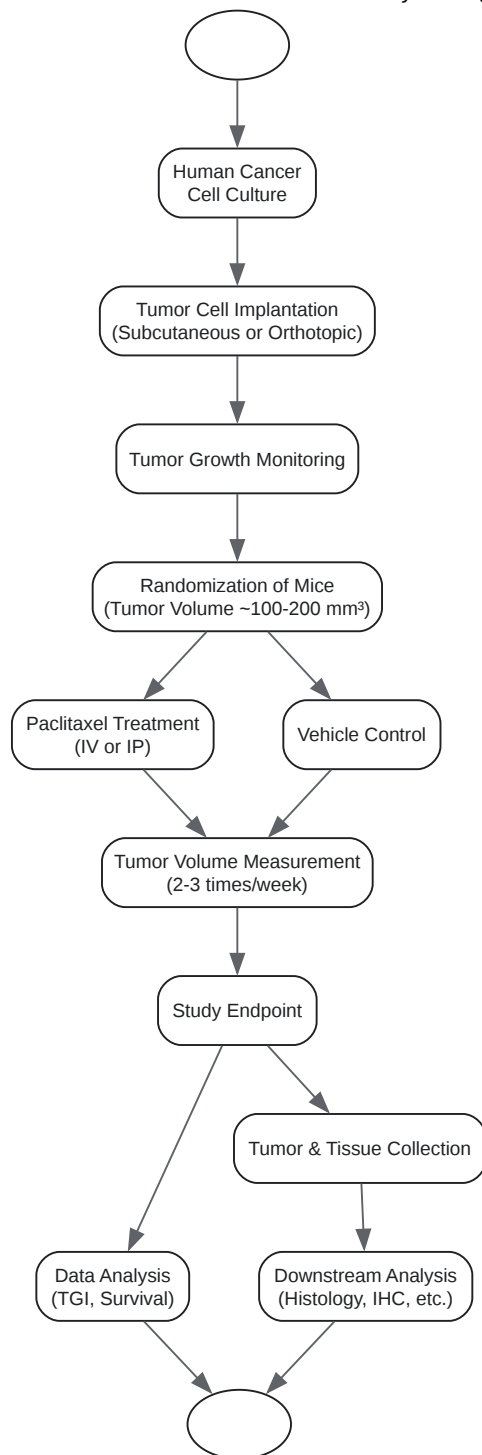 Human Cancer
Cell Culture
Tumor Cell Implantation
(Subcutaneous or Orthotopic)
Tumor Growth Monitoring
Randomization of Mice
(Tumor Volume ~100-200 mm³)
Paclitaxel Treatment
(IV or IP)
Vehicle Control
Tumor Volume Measurement
(2-3 times/week)
Study Endpoint
Tumor & Tissue Collection
Data Analysis
(TGI, Survival)
Downstream Analysis
(Histology, IHC, etc.)